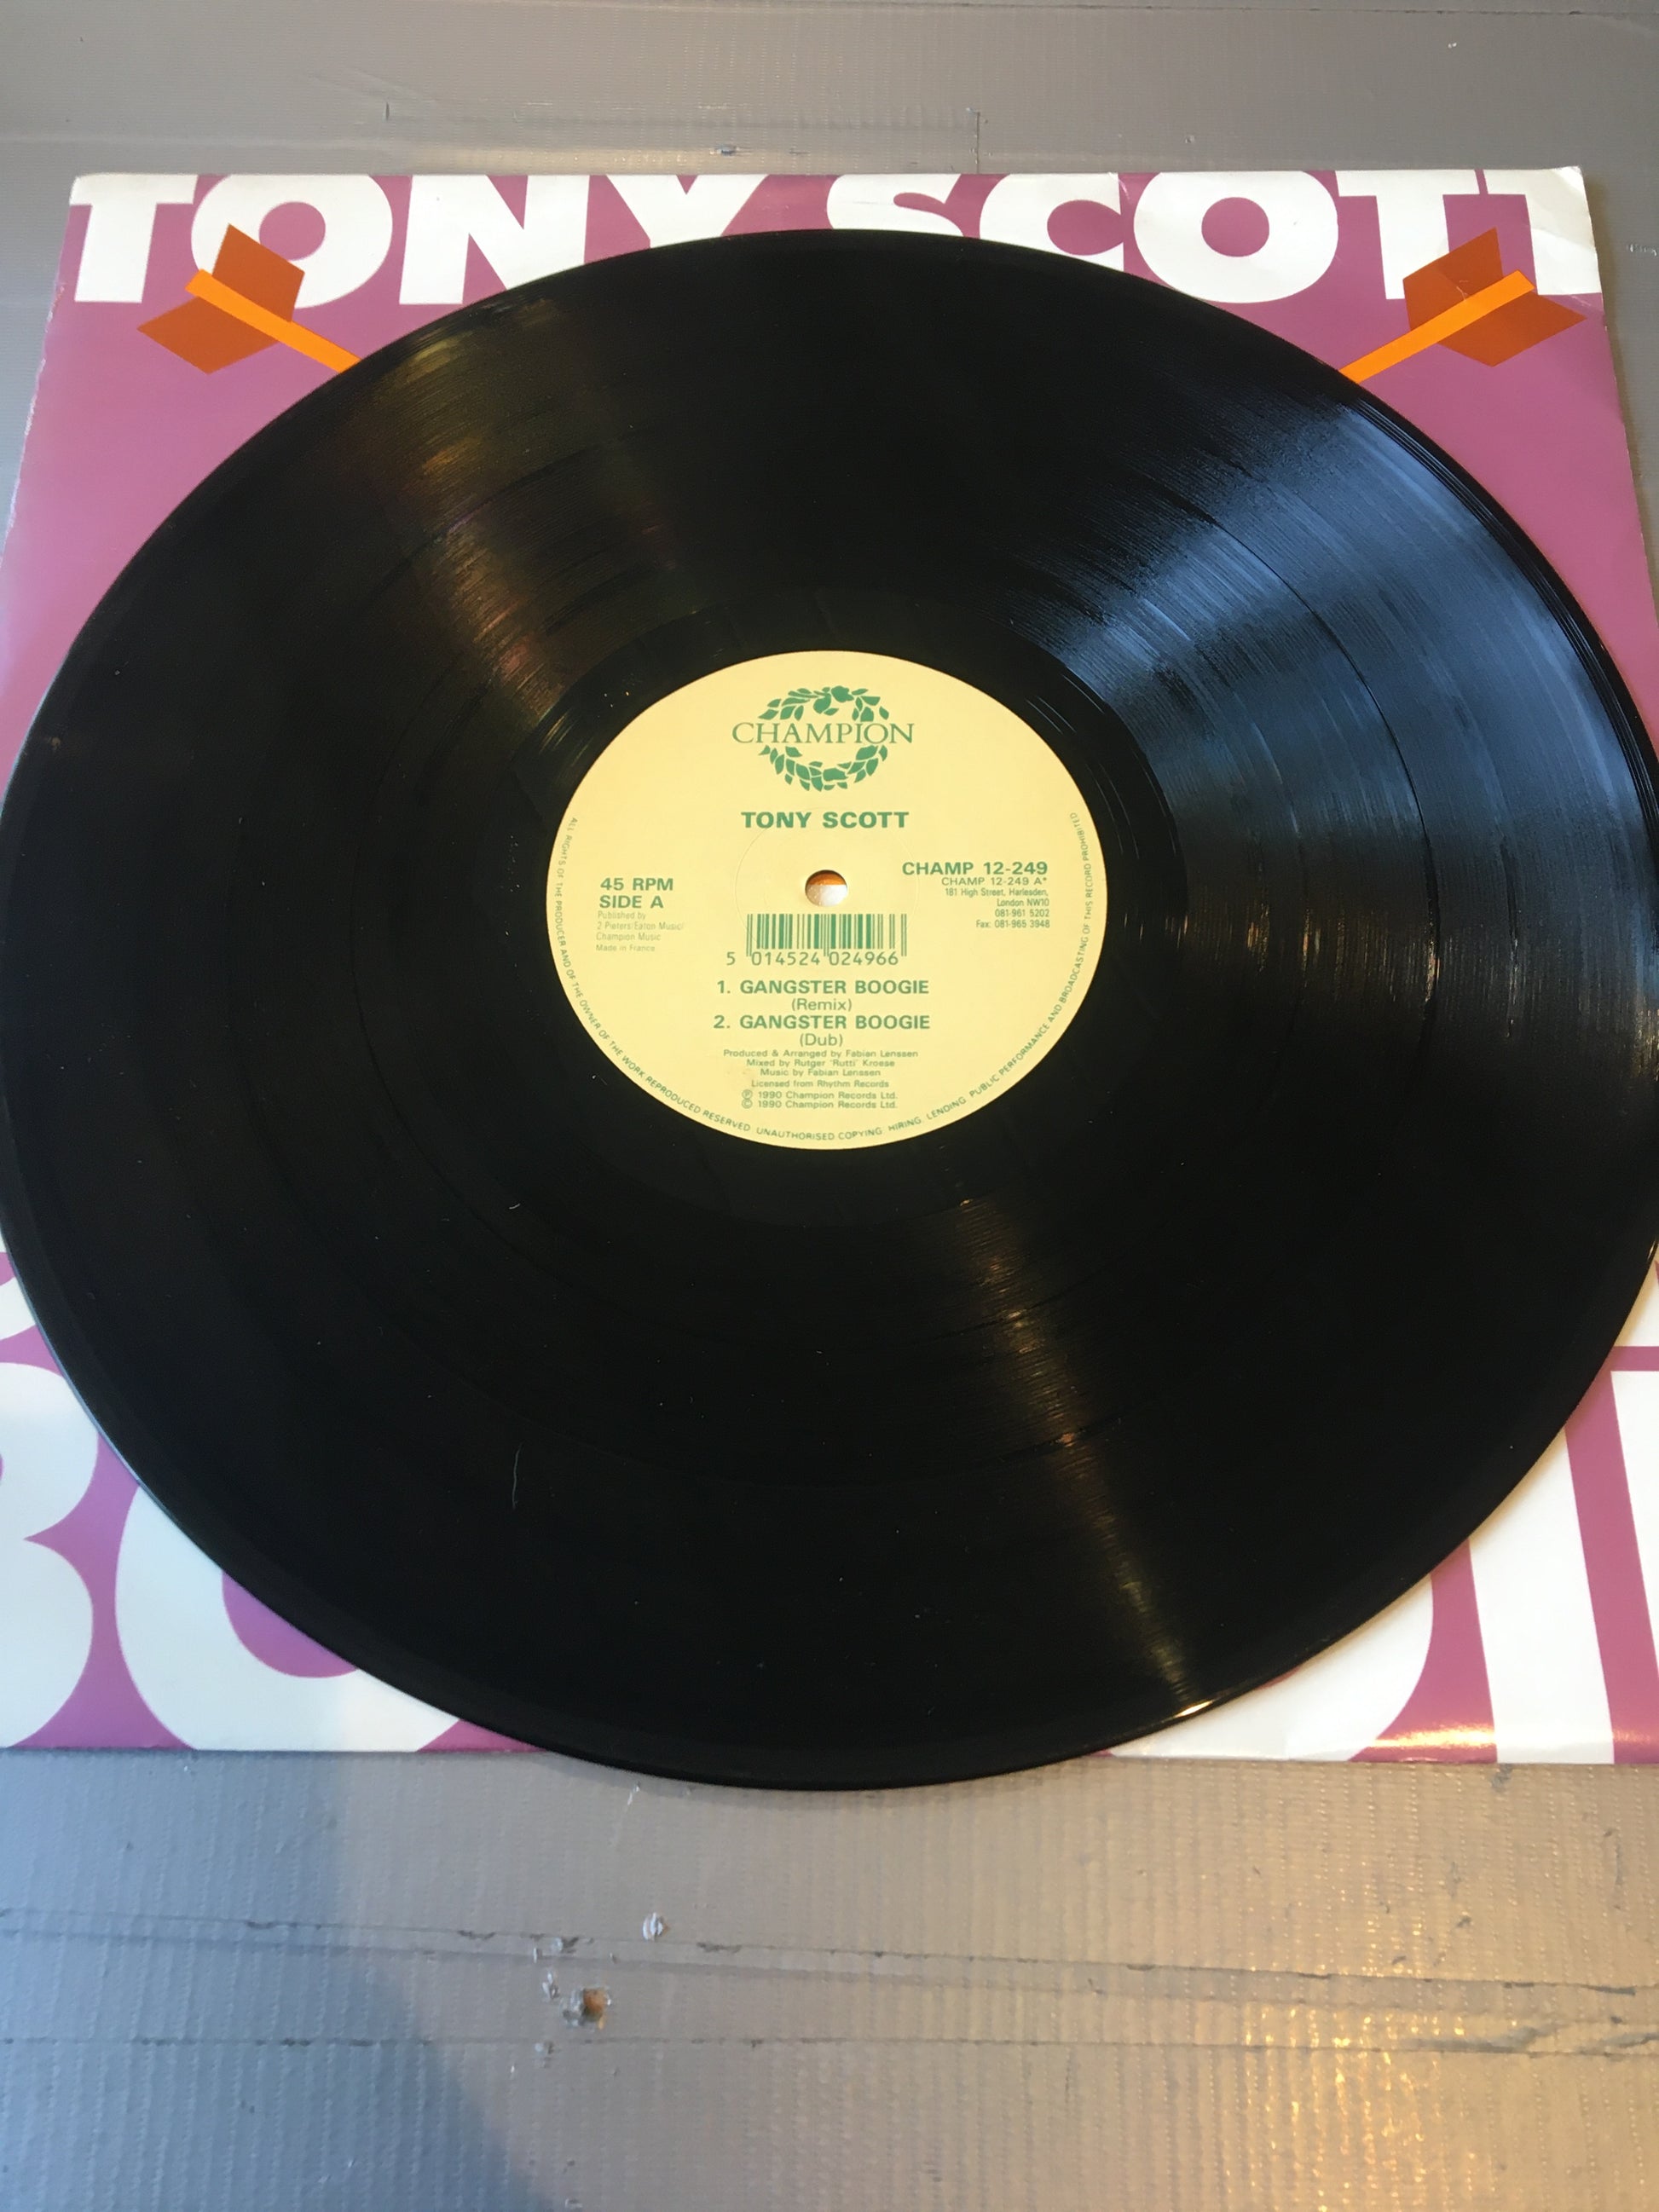 TONY SCOTT
CHAMPION
TONY SCOTT
45 RPM
SIDE A
Published by
2 Pieters/Eaton Music/
Champion Music
Made in France
CHAMP 12-249
CHAMP 12-249 A*
181 High Street, Harlesden,
London NW10
081-961 5202
Fax: 081-965 3948
5 014524 024966
1. GANGSTER BOOGIE
(Remix)
2. GANGSTER BOOGIE
(Dub)
Produced & Arranged by Fabian Lenssen
Mixed by Rutger 'Rutti' Kroese
Music by Fabian Lenssen
Licensed from Rhythm Records
℗ 1990 Champion Records Ltd.
© 1990 Champion Records Ltd.
ALL RIGHTS OF THE PRODUCER AND OF THE OWNER OF THE WORK REPRODUCED RESERVED. UNAUTHORISED COPYING, HIRING, LENDING, PUBLIC PERFORMANCE AND BROADCASTING OF THIS RECORD PROHIBITED